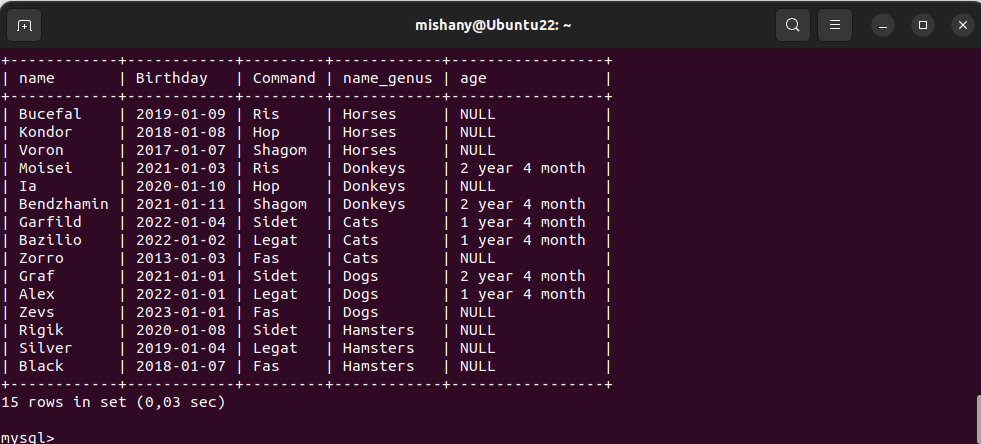 mishany@Ubuntu22: ~
+------------+------------+---------+------------+-----------------+
| name       | Birthday   | Command | name_genus | age             |
+------------+------------+---------+------------+-----------------+
| Bucefal    | 2019-01-09 | Ris     | Horses     | NULL            |
| Kondor     | 2018-01-08 | Hop     | Horses     | NULL            |
| Voron      | 2017-01-07 | Shagom  | Horses     | NULL            |
| Moisei     | 2021-01-03 | Ris     | Donkeys    | 2 year 4 month  |
| Ia         | 2020-01-10 | Hop     | Donkeys    | NULL            |
| Bendzhamin | 2021-01-11 | Shagom  | Donkeys    | 2 year 4 month  |
| Garfild    | 2022-01-04 | Sidet   | Cats       | 1 year 4 month  |
| Bazilio    | 2022-01-02 | Legat   | Cats       | 1 year 4 month  |
| Zorro      | 2013-01-03 | Fas     | Cats       | NULL            |
| Graf       | 2021-01-01 | Sidet   | Dogs       | 2 year 4 month  |
| Alex       | 2022-01-01 | Legat   | Dogs       | 1 year 4 month  |
| Zevs       | 2023-01-01 | Fas     | Dogs       | NULL            |
| Rigik      | 2020-01-08 | Sidet   | Hamsters   | NULL            |
| Silver     | 2019-01-04 | Legat   | Hamsters   | NULL            |
| Black      | 2018-01-07 | Fas     | Hamsters   | NULL            |
+------------+------------+---------+------------+-----------------+
15 rows in set (0,03 sec)
mysql>